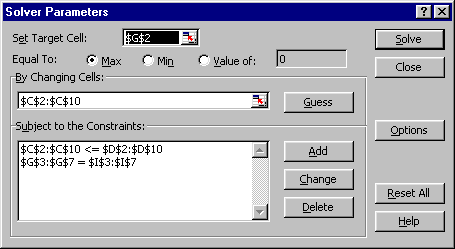 Solver Parameters
Set Target Cell: $G$2 Solve
Equal To: Max Min Value of: 0
Close
By Changing Cells:
$C$2:$C$10 Guess
Subject to the Constraints: Options
$C$2:$C$10 <= $D$2:$D$10 Add
$G$3:$G$7 = $I$3:$I$7
Change
Reset All
Delete
Help